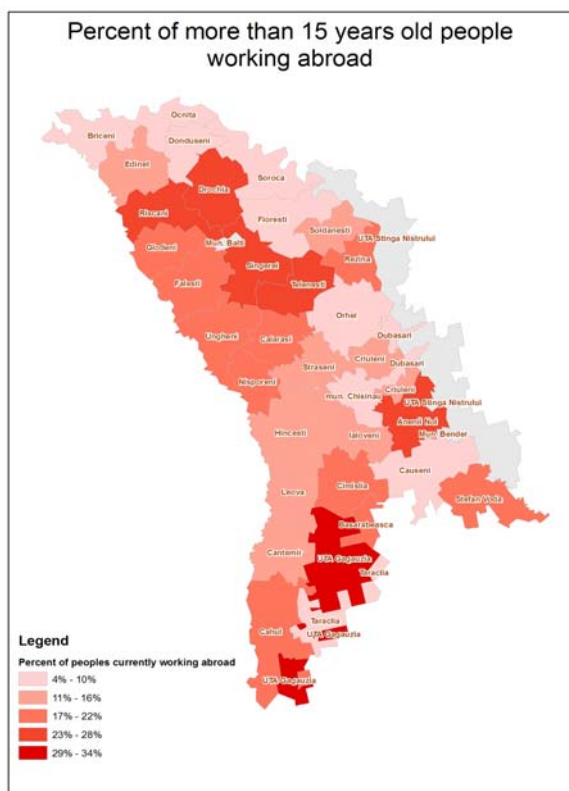 Percent of more than 15 years old people
working abroad
Ocnita
Briceni
Donduseni
Edinet
Soroca
Drochia
Riscani
Floresti
Soldanesti
UTA Stinga Nistrului
Mun. Balti
Glodeni
Rezina
Singerei
Falesti
Telenesti
Orhei
Ungheni
Calarasi
Dubasari
Criuleni
Dubasari
Straseni
Nisporeni
Criuleni
mun. Chisinau
UTA Stinga Nistrului
Anenii Noi
Hincesti
Ialoveni
Mun. Bender
Causeni
Leova
Cimislia
Stefan Voda
Basarabeasca
Cantemir
UTA Gagauzia
Taraclia
Taraclia
Cahul
UTA Gagauzia
UTA Gagauzia
Legend
Percent of peoples currently working abroad
4% - 10%
11% - 16%
17% - 22%
23% - 28%
29% - 34%